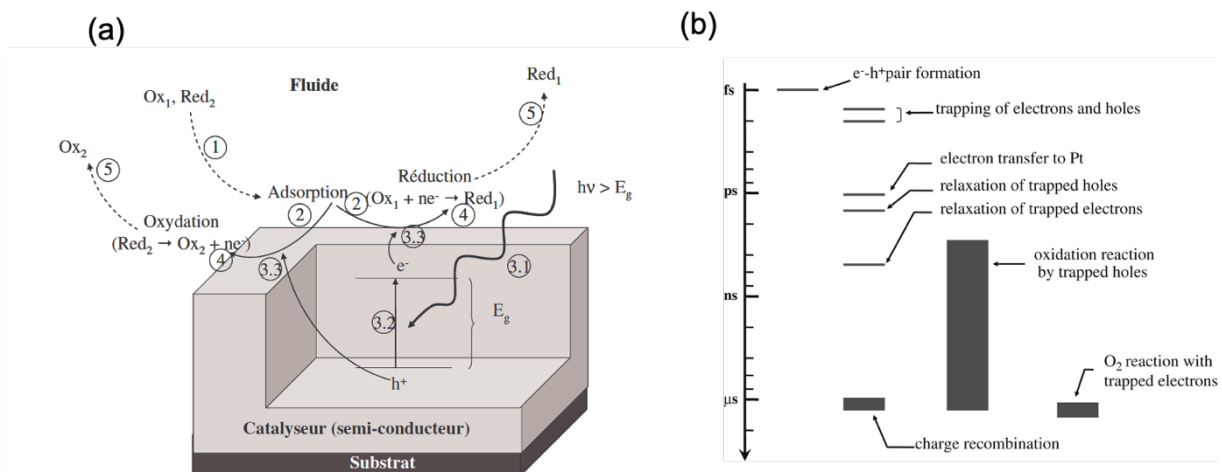 (a)
Fluide
Ox₁, Red₂
Red₁
5
1
Ox₂
5
Réduction
hν > E_g
Adsorption
2
(Ox₁ + ne⁻ → Red₁)
Oxydation
2
4
(Red₂ → Ox₂ + ne⁻)
3.3
4
3.3
e⁻
3.1
3.2
E_g
h⁺
Catalyseur (semi-conducteur)
Substrat
(b)
e⁻-h⁺pair formation
fs
trapping of electrons and holes
electron transfer to Pt
ps
relaxation of trapped holes
relaxation of trapped electrons
oxidation reaction
by trapped holes
ns
O₂ reaction with
trapped electrons
μs
charge recombination